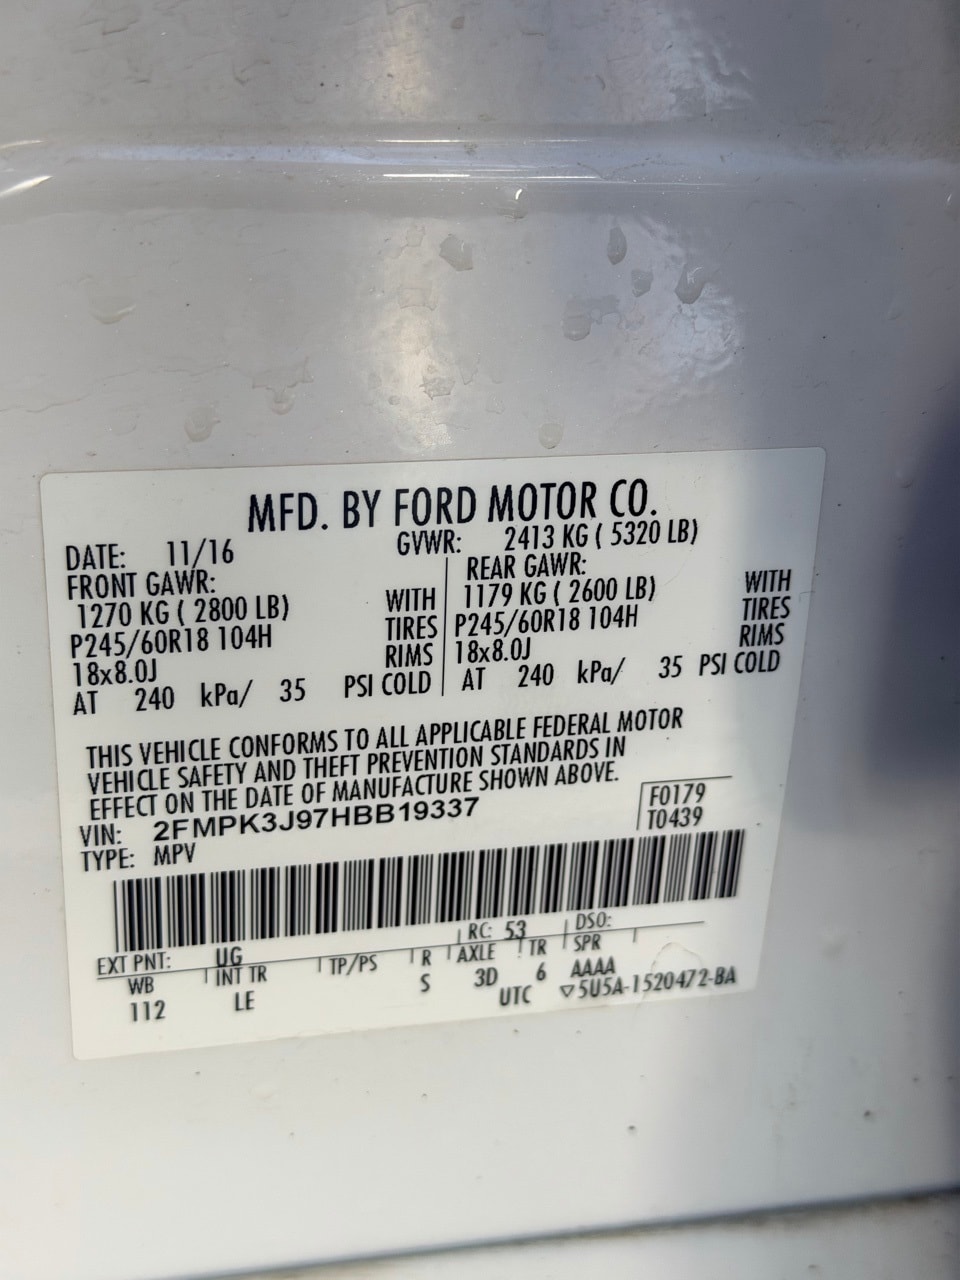 MFD. BY FORD MOTOR CO.
DATE: 11/16 GVWR: 2413 KG ( 5320 LB)
FRONT GAWR: REAR GAWR:
1270 KG ( 2800 LB) WITH 1179 KG ( 2600 LB) WITH
P245/60R18 104H TIRES P245/60R18 104H TIRES
18x8.0J RIMS 18x8.0J RIMS
AT 240 kPa/ 35 PSI COLD AT 240 kPa/ 35 PSI COLD
THIS VEHICLE CONFORMS TO ALL APPLICABLE FEDERAL MOTOR
VEHICLE SAFETY AND THEFT PREVENTION STANDARDS IN
EFFECT ON THE DATE OF MANUFACTURE SHOWN ABOVE.
VIN: 2FMPK3J97HBB19337 F0179
TYPE: MPV T0439
EXT PNT: UG RC: 53 DSO:
WB INT TR TP/PS R AXLE TR SPR
112 LE S 3D 6 AAAA
UTC ▽5U5A-1520472-BA